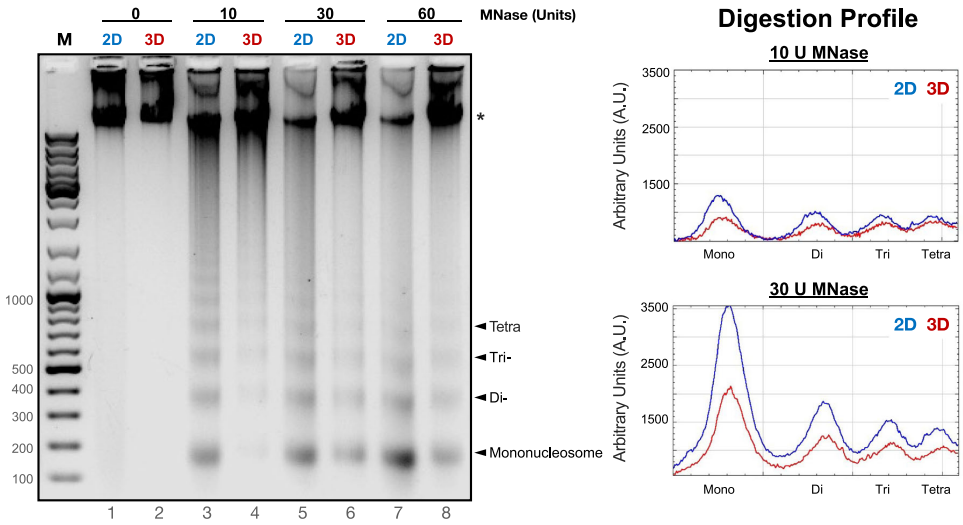 0 10 30 60 MNase (Units)
M 2D 3D 2D 3D 2D 3D 2D 3D
*
1000
500
400
300
200
100
Tetra
Tri-
Di-
Mononucleosome
1 2 3 4 5 6 7 8
Digestion Profile
10 U MNase
3500
2500
1500
Arbitrary Units (A.U.)
2D 3D
Mono Di Tri Tetra
30 U MNase
3500
2500
1500
Arbitrary Units (A.U.)
2D 3D
Mono Di Tri Tetra